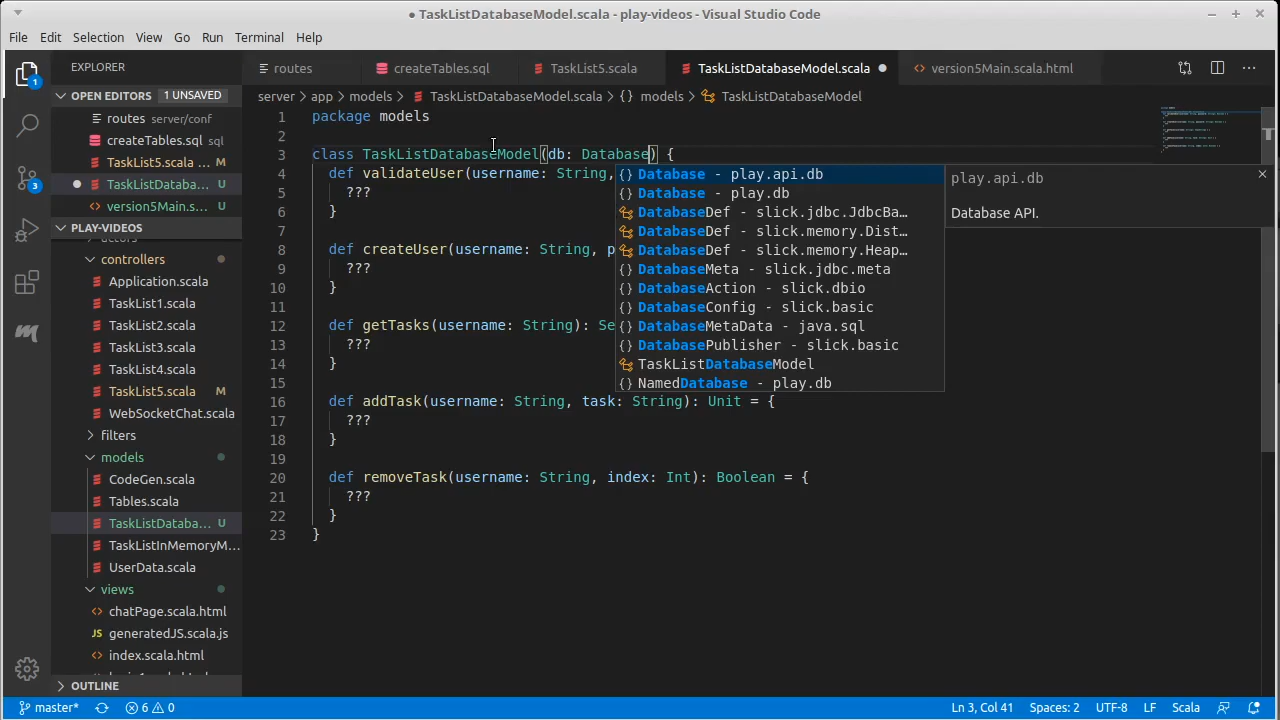 ● TaskListDatabaseModel.scala - play-videos - Visual Studio Code
File Edit Selection View Go Run Terminal Help
EXPLORER
routes createTables.sql TaskList5.scala TaskListDatabaseModel.scala ● version5Main.scala.html
OPEN EDITORS 1 UNSAVED
server > app > models > TaskListDatabaseModel.scala > {} models > TaskListDatabaseModel
routes server/conf
createTables.sql sql
TaskList5.scala M
TaskListDataba... U
version5Main.s... U
PLAY-VIDEOS
controllers
Application.scala
TaskList1.scala
TaskList2.scala
TaskList3.scala
TaskList4.scala
TaskList5.scala M
WebSocketChat.scala
filters
models
CodeGen.scala
Tables.scala
TaskListDataba... U
TaskListInMemoryM...
UserData.scala
views
chatPage.scala.html
JS generatedJS.scala.js
index.scala.html
OUTLINE
1 package models
2
3 class TaskListDatabaseModel(db: Database) {
4 def validateUser(username: String,
5 ???
6 }
7
8 def createUser(username: String, p
9 ???
10 }
11
12 def getTasks(username: String): Se
13 ???
14 }
15
16 def addTask(username: String, task: String): Unit = {
17 ???
18 }
19
20 def removeTask(username: String, index: Int): Boolean = {
21 ???
22 }
23 }
{} Database - play.api.db
{} Database - play.db
DatabaseDef - slick.jdbc.JdbcBa…
DatabaseDef - slick.memory.Dist…
DatabaseDef - slick.memory.Heap…
{} DatabaseMeta - slick.jdbc.meta
{} DatabaseAction - slick.dbio
{} DatabaseConfig - slick.basic
{} DatabaseMetaData - java.sql
{} DatabasePublisher - slick.basic
TaskListDatabaseModel
{} NamedDatabase - play.db
play.api.db
Database API.
1
3
master* 6 0 Ln 3, Col 41 Spaces: 2 UTF-8 LF Scala